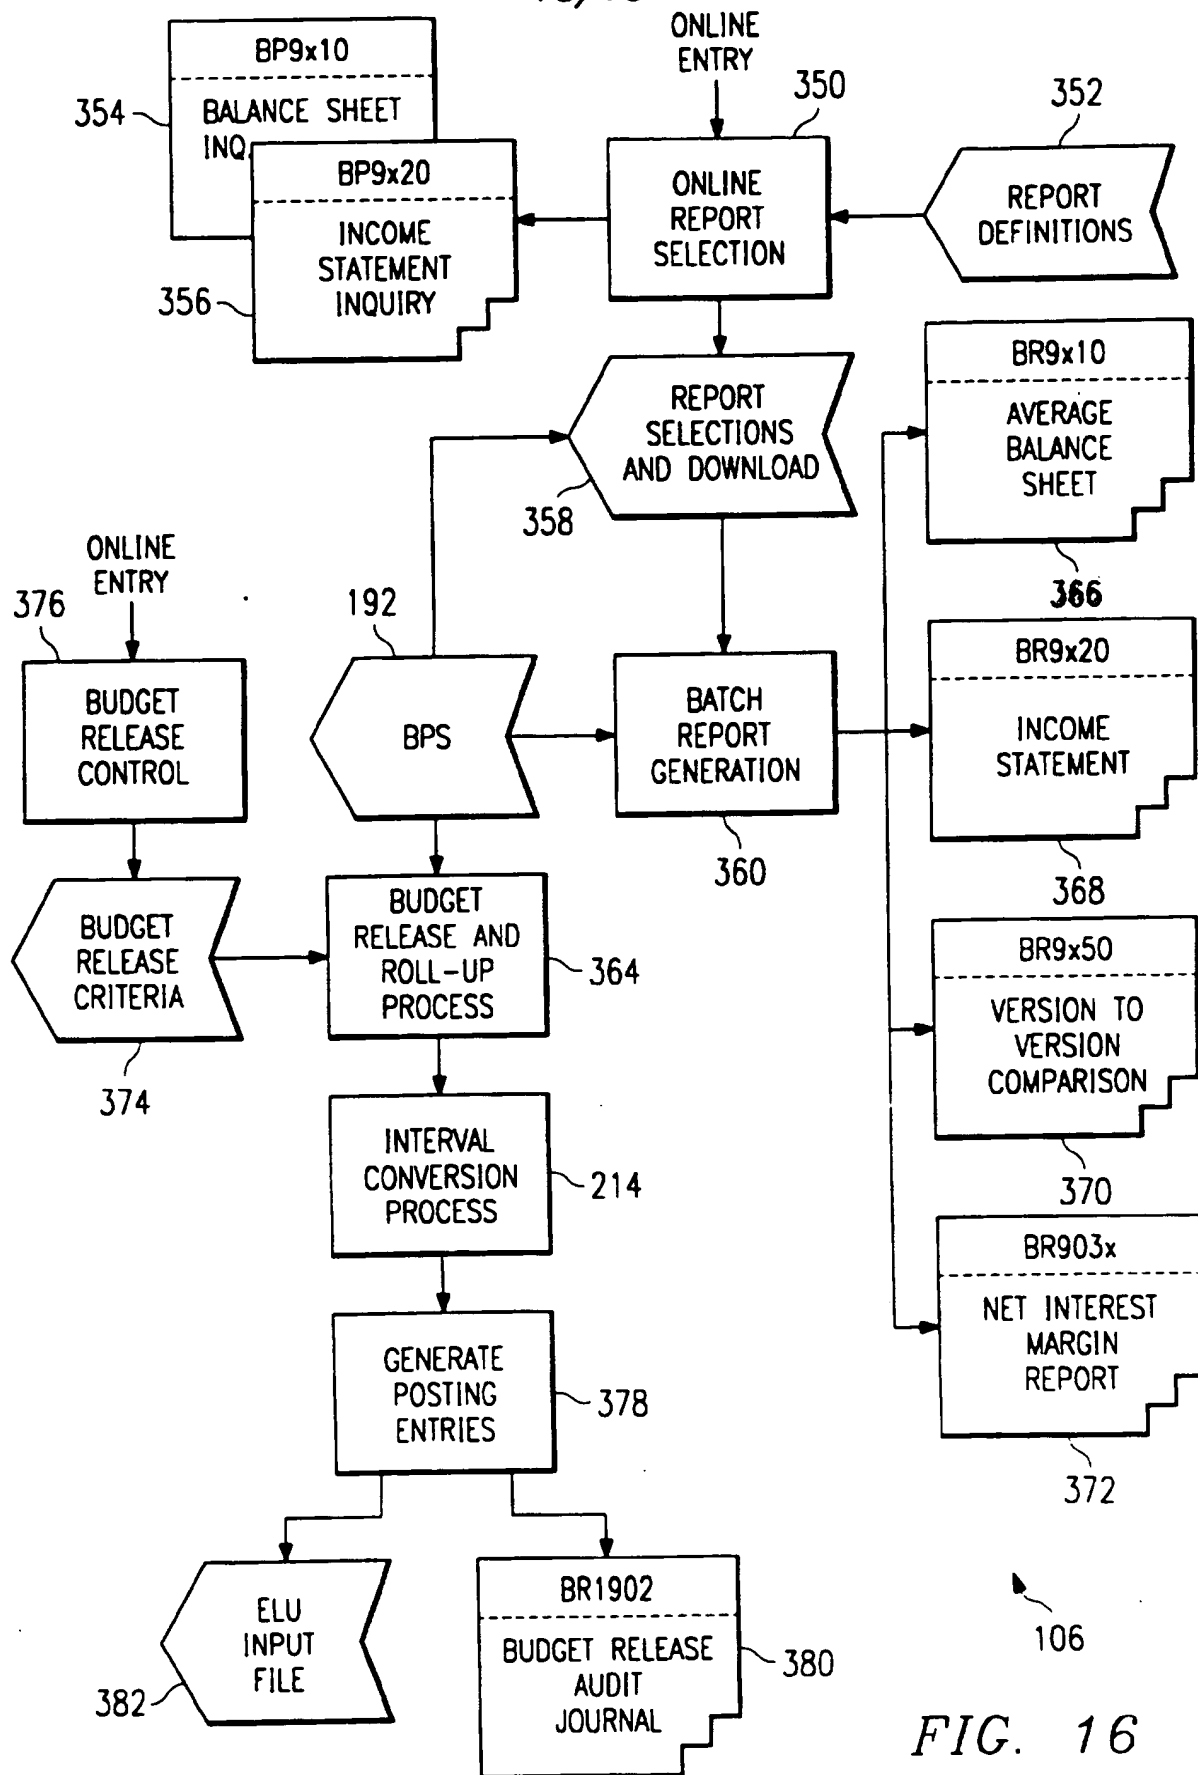 ONLINE
ENTRY
BP9x10
BALANCE SHEET
INQ.
354
BP9x20
INCOME
STATEMENT
INQUIRY
356
350
ONLINE
REPORT
SELECTION
352
REPORT
DEFINITIONS
REPORT
SELECTIONS
AND DOWNLOAD
358
BR9x10
AVERAGE
BALANCE
SHEET
366
ONLINE
ENTRY
376
BUDGET
RELEASE
CONTROL
192
BPS
BATCH
REPORT
GENERATION
360
BR9x20
INCOME
STATEMENT
368
BUDGET
RELEASE
CRITERIA
374
BUDGET
RELEASE AND
ROLL-UP
PROCESS
364
BR9x50
VERSION TO
VERSION
COMPARISON
370
INTERVAL
CONVERSION
PROCESS
214
BR903x
NET INTEREST
MARGIN
REPORT
372
GENERATE
POSTING
ENTRIES
378
ELU
INPUT
FILE
382
BR1902
BUDGET RELEASE
AUDIT
JOURNAL
380
106
FIG. 16